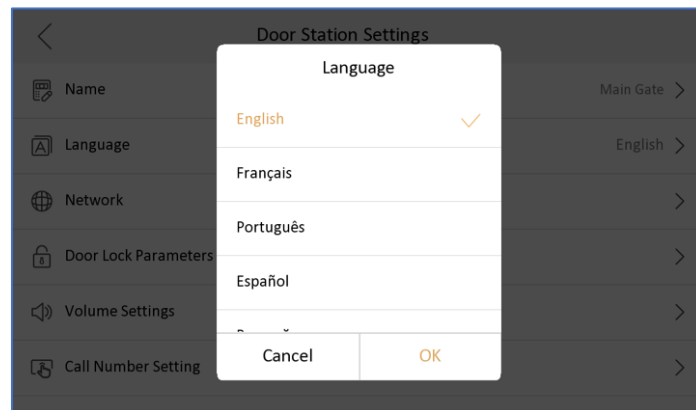 Door Station Settings
Name
Main Gate
Language
English
Network
Door Lock Parameters
Volume Settings
Call Number Setting
Language
English
Français
Português
Español
Cancel
OK